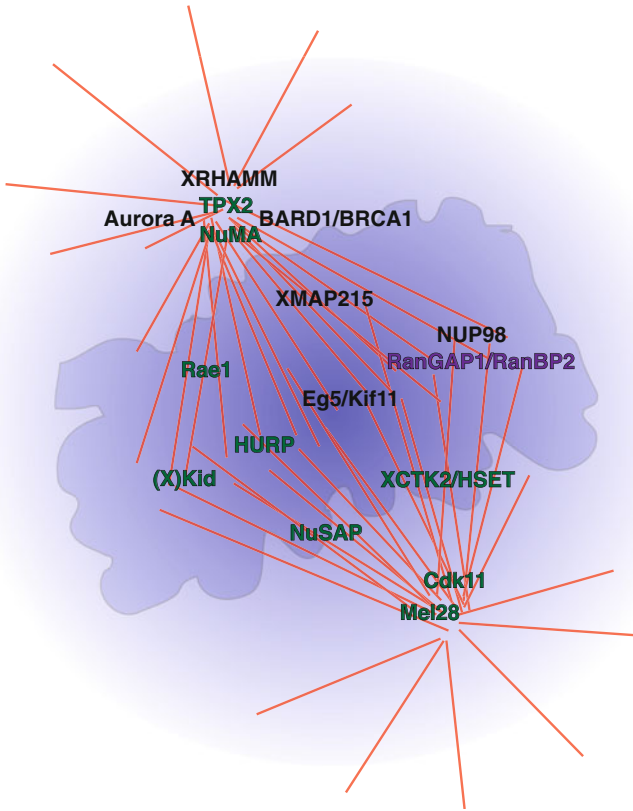 XRHAMM
TPX2
Aurora A
BARD1/BRCA1
NuMA
XMAP215
NUP98
RanGAP1/RanBP2
Rae1
Eg5/Kif11
HURP
(X)Kid
XCTK2/HSET
NuSAP
Cdk11
Mel28